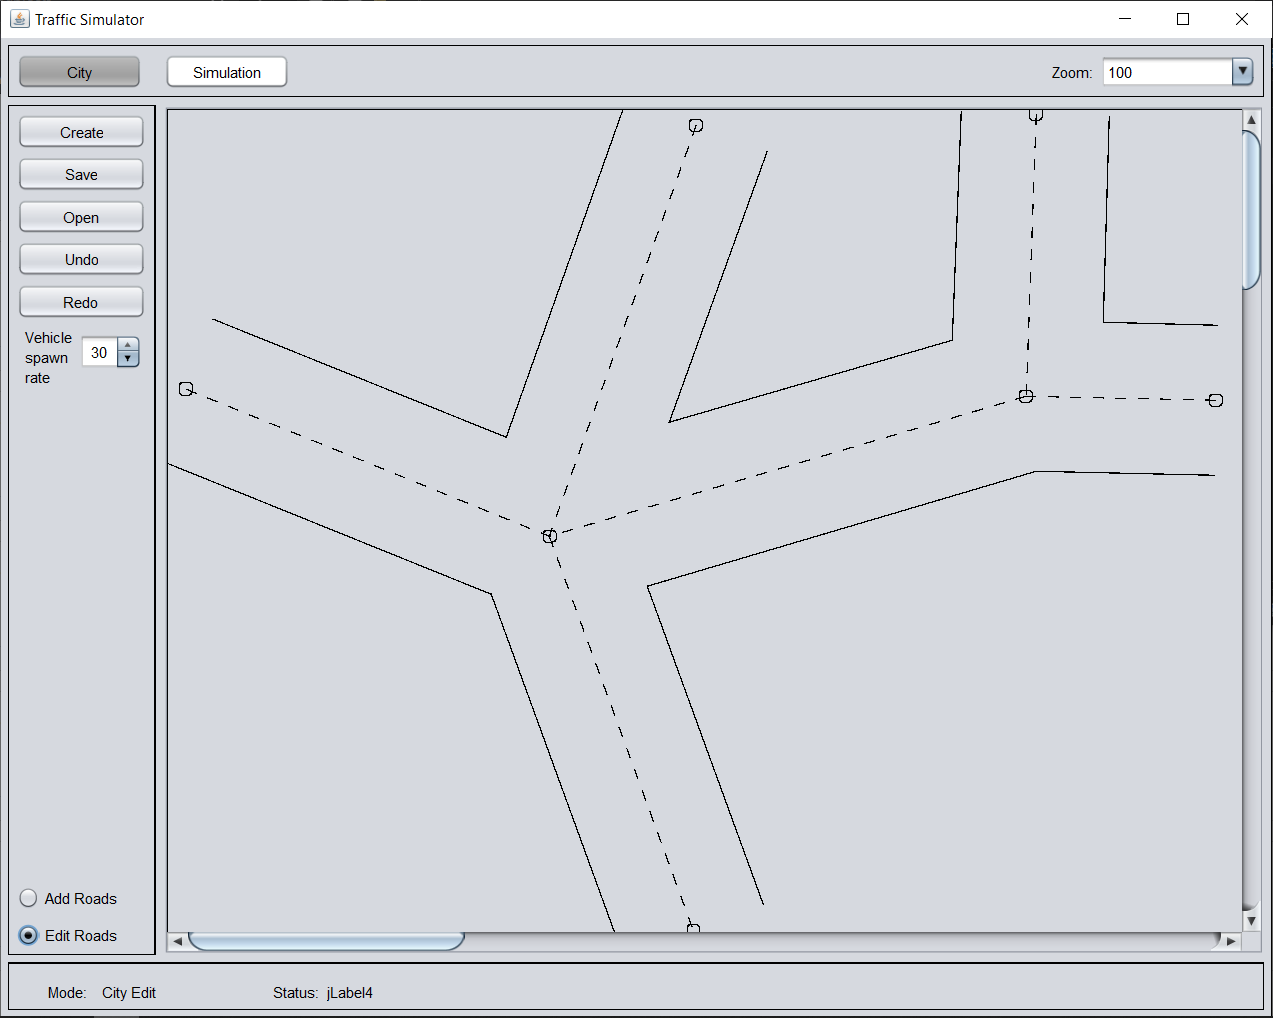 Traffic Simulator
City
Simulation
Zoom:
100
Create
Save
Open
Undo
Redo
Vehicle
spawn
rate
30
Add Roads
Edit Roads
Mode:
City Edit
Status:
jLabel4